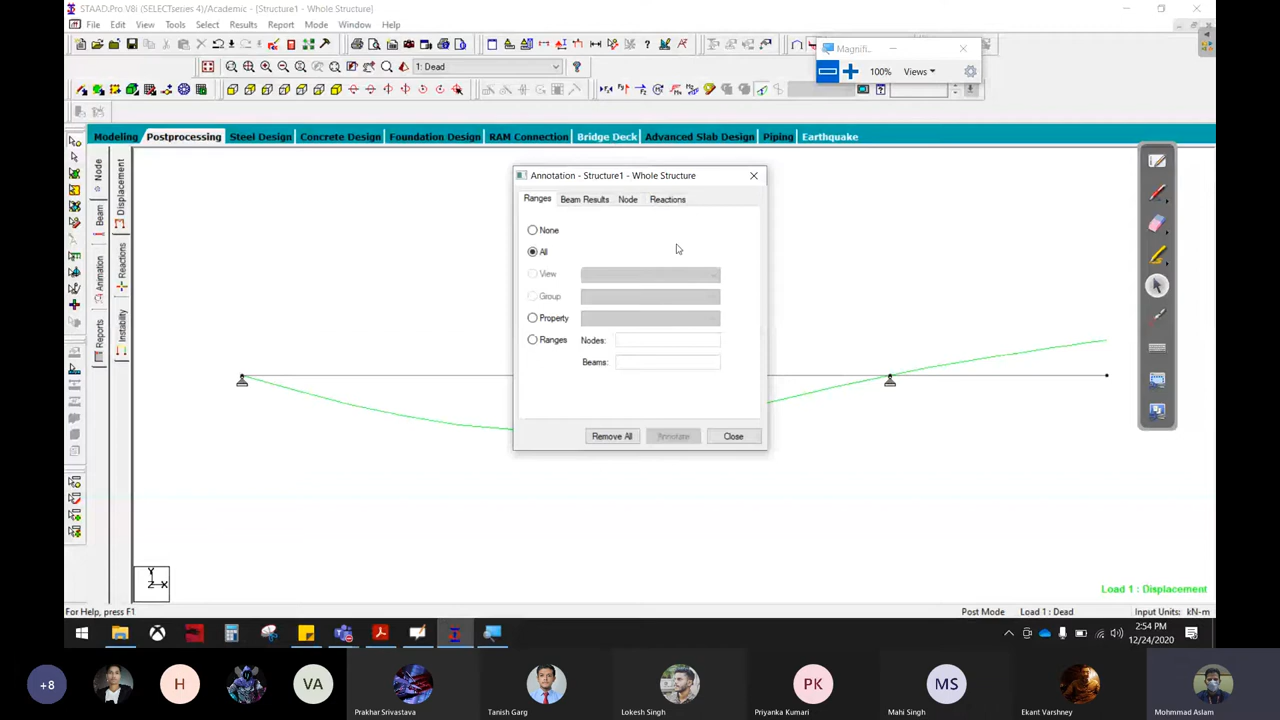 STAAD.Pro V8i (SELECTseries 4)/Academic - [Structure1 - Whole Structure]
File Edit View Tools Select Results Report Mode Window Help
Magnifi...
1: Dead
100% Views
Modeling Postprocessing Steel Design Concrete Design Foundation Design RAM Connection Bridge Deck Advanced Slab Design Piping Earthquake
Node
Beam
Animation
Reports
Displacement
Reactions
Instability
Annotation - Structure1 - Whole Structure
Ranges Beam Results Node Reactions
None
All
View
Group
Property
Ranges Nodes:
Beams:
Remove All Annotate Close
Y
Z X
Load 1 : Displacement
For Help, press F1 Post Mode Load 1 : Dead Input Units: kN-m
2:54 PM
12/24/2020
+8 H VA PK MS
Prakhar Srivastava Tanish Garg Lokesh Singh Priyanka Kumari Mahi Singh Ekant Varshney Mohmmad Aslam